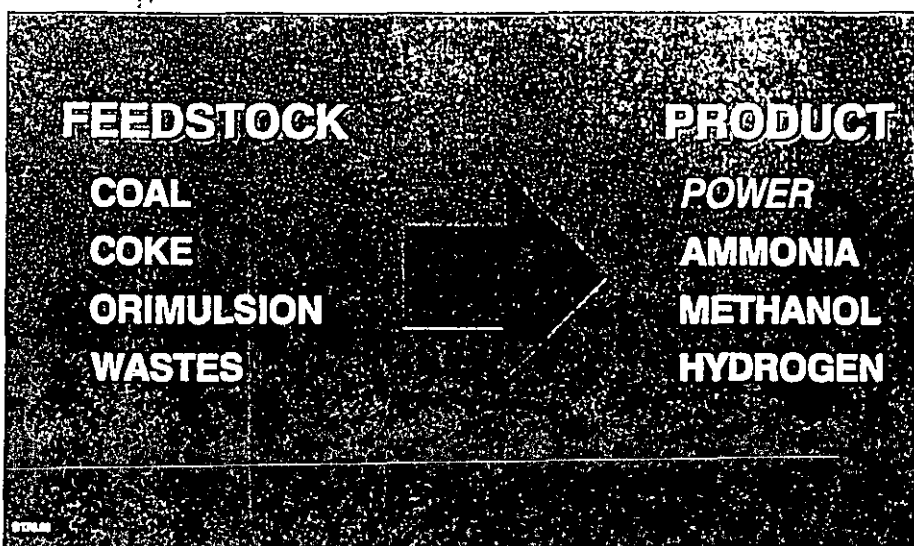 FEEDSTOCK
COAL
COKE
ORIMULSION
WASTES
PRODUCT
POWER
AMMONIA
METHANOL
HYDROGEN